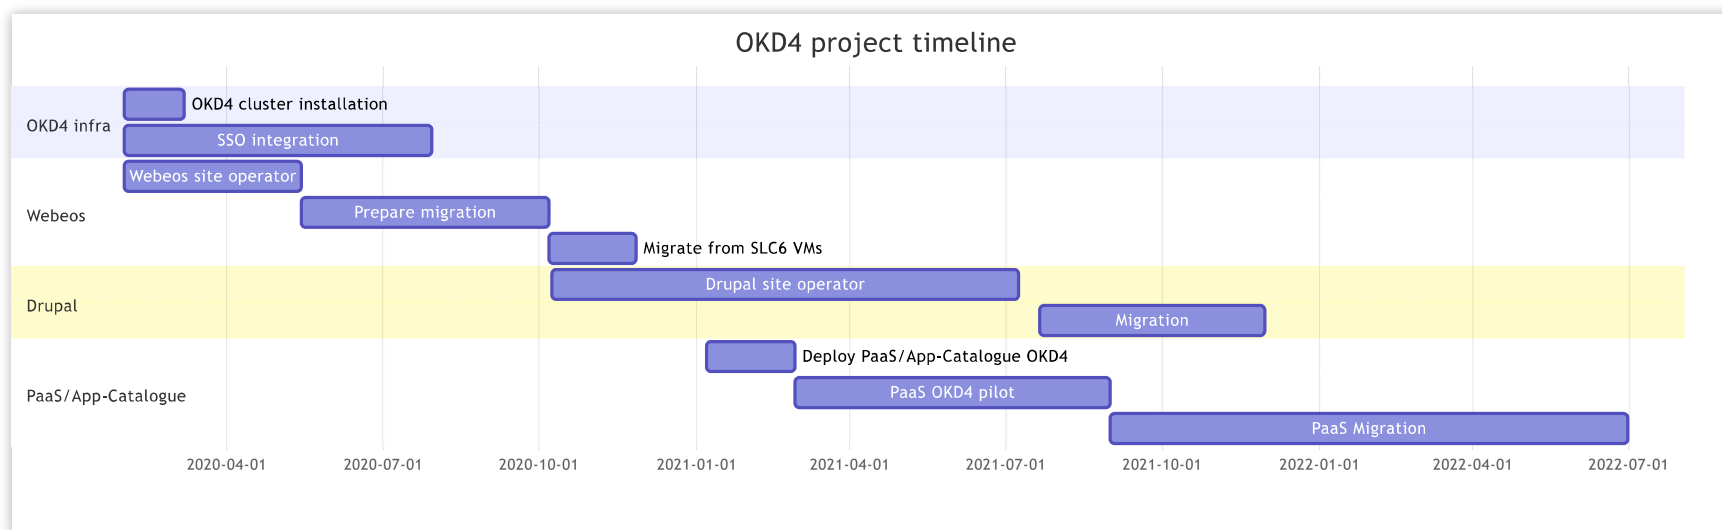 OKD4 project timeline
OKD4 infra
OKD4 cluster installation
SSO integration
Webeos
Webeos site operator
Prepare migration
Migrate from SLC6 VMs
Drupal
Drupal site operator
Migration
PaaS/App-Catalogue
Deploy PaaS/App-Catalogue OKD4
PaaS OKD4 pilot
PaaS Migration
2020-04-01 2020-07-01 2020-10-01 2021-01-01 2021-04-01 2021-07-01 2021-10-01 2022-01-01 2022-04-01 2022-07-01